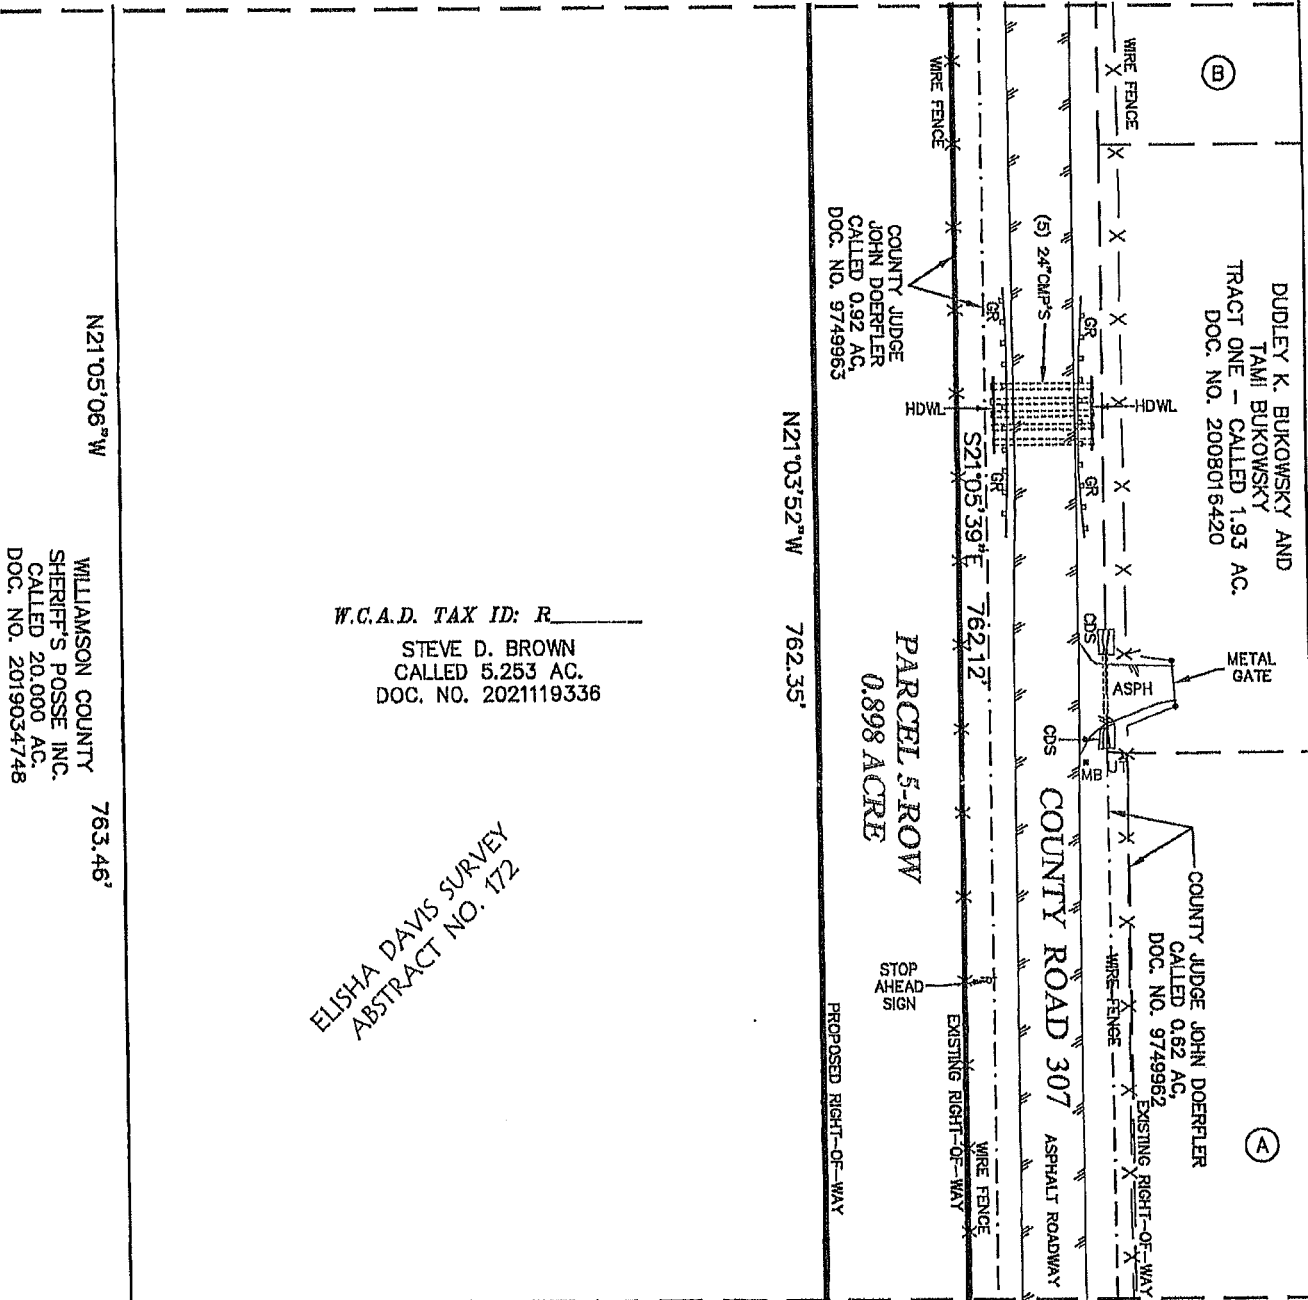 B
WIRE FENCE
WIRE FENCE
DUDLEY K. BUKOWSKY AND
TAMI BUKOWSKY
TRACT ONE - CALLED 1.93 AC.
DOC. NO. 2008016420
(5) 24"CMP'S
COUNTY JUDGE
JOHN DOERFLER
CALLED 0.92 AC,
DOC. NO. 9749963
GR
GR
HDWL
HDWL
GR
GR
S21°05'39"E 762.12'
N21°03'52"W 762.35'
N21°05'06"W 763.46'
WILLIAMSON COUNTY
SHERIFF'S POSSE INC.
CALLED 20.000 AC.
DOC. NO. 2019034748
W.C.A.D. TAX ID: R_______
STEVE D. BROWN
CALLED 5.253 AC.
DOC. NO. 2021119336
PARCEL 5-ROW
0.898 ACRE
CDS
ASPH
METAL
GATE
CDS
MB
COUNTY ROAD 307
ASPHALT ROADWAY
COUNTY JUDGE JOHN DOERFLER
CALLED 0.62 AC,
DOC. NO. 9749962
WIRE FENCE
EXISTING RIGHT-OF-WAY
A
STOP
AHEAD
SIGN
EXISTING RIGHT-OF-WAY
WIRE FENCE
PROPOSED RIGHT-OF-WAY
ELISHA DAVIS SURVEY
ABSTRACT NO. 172